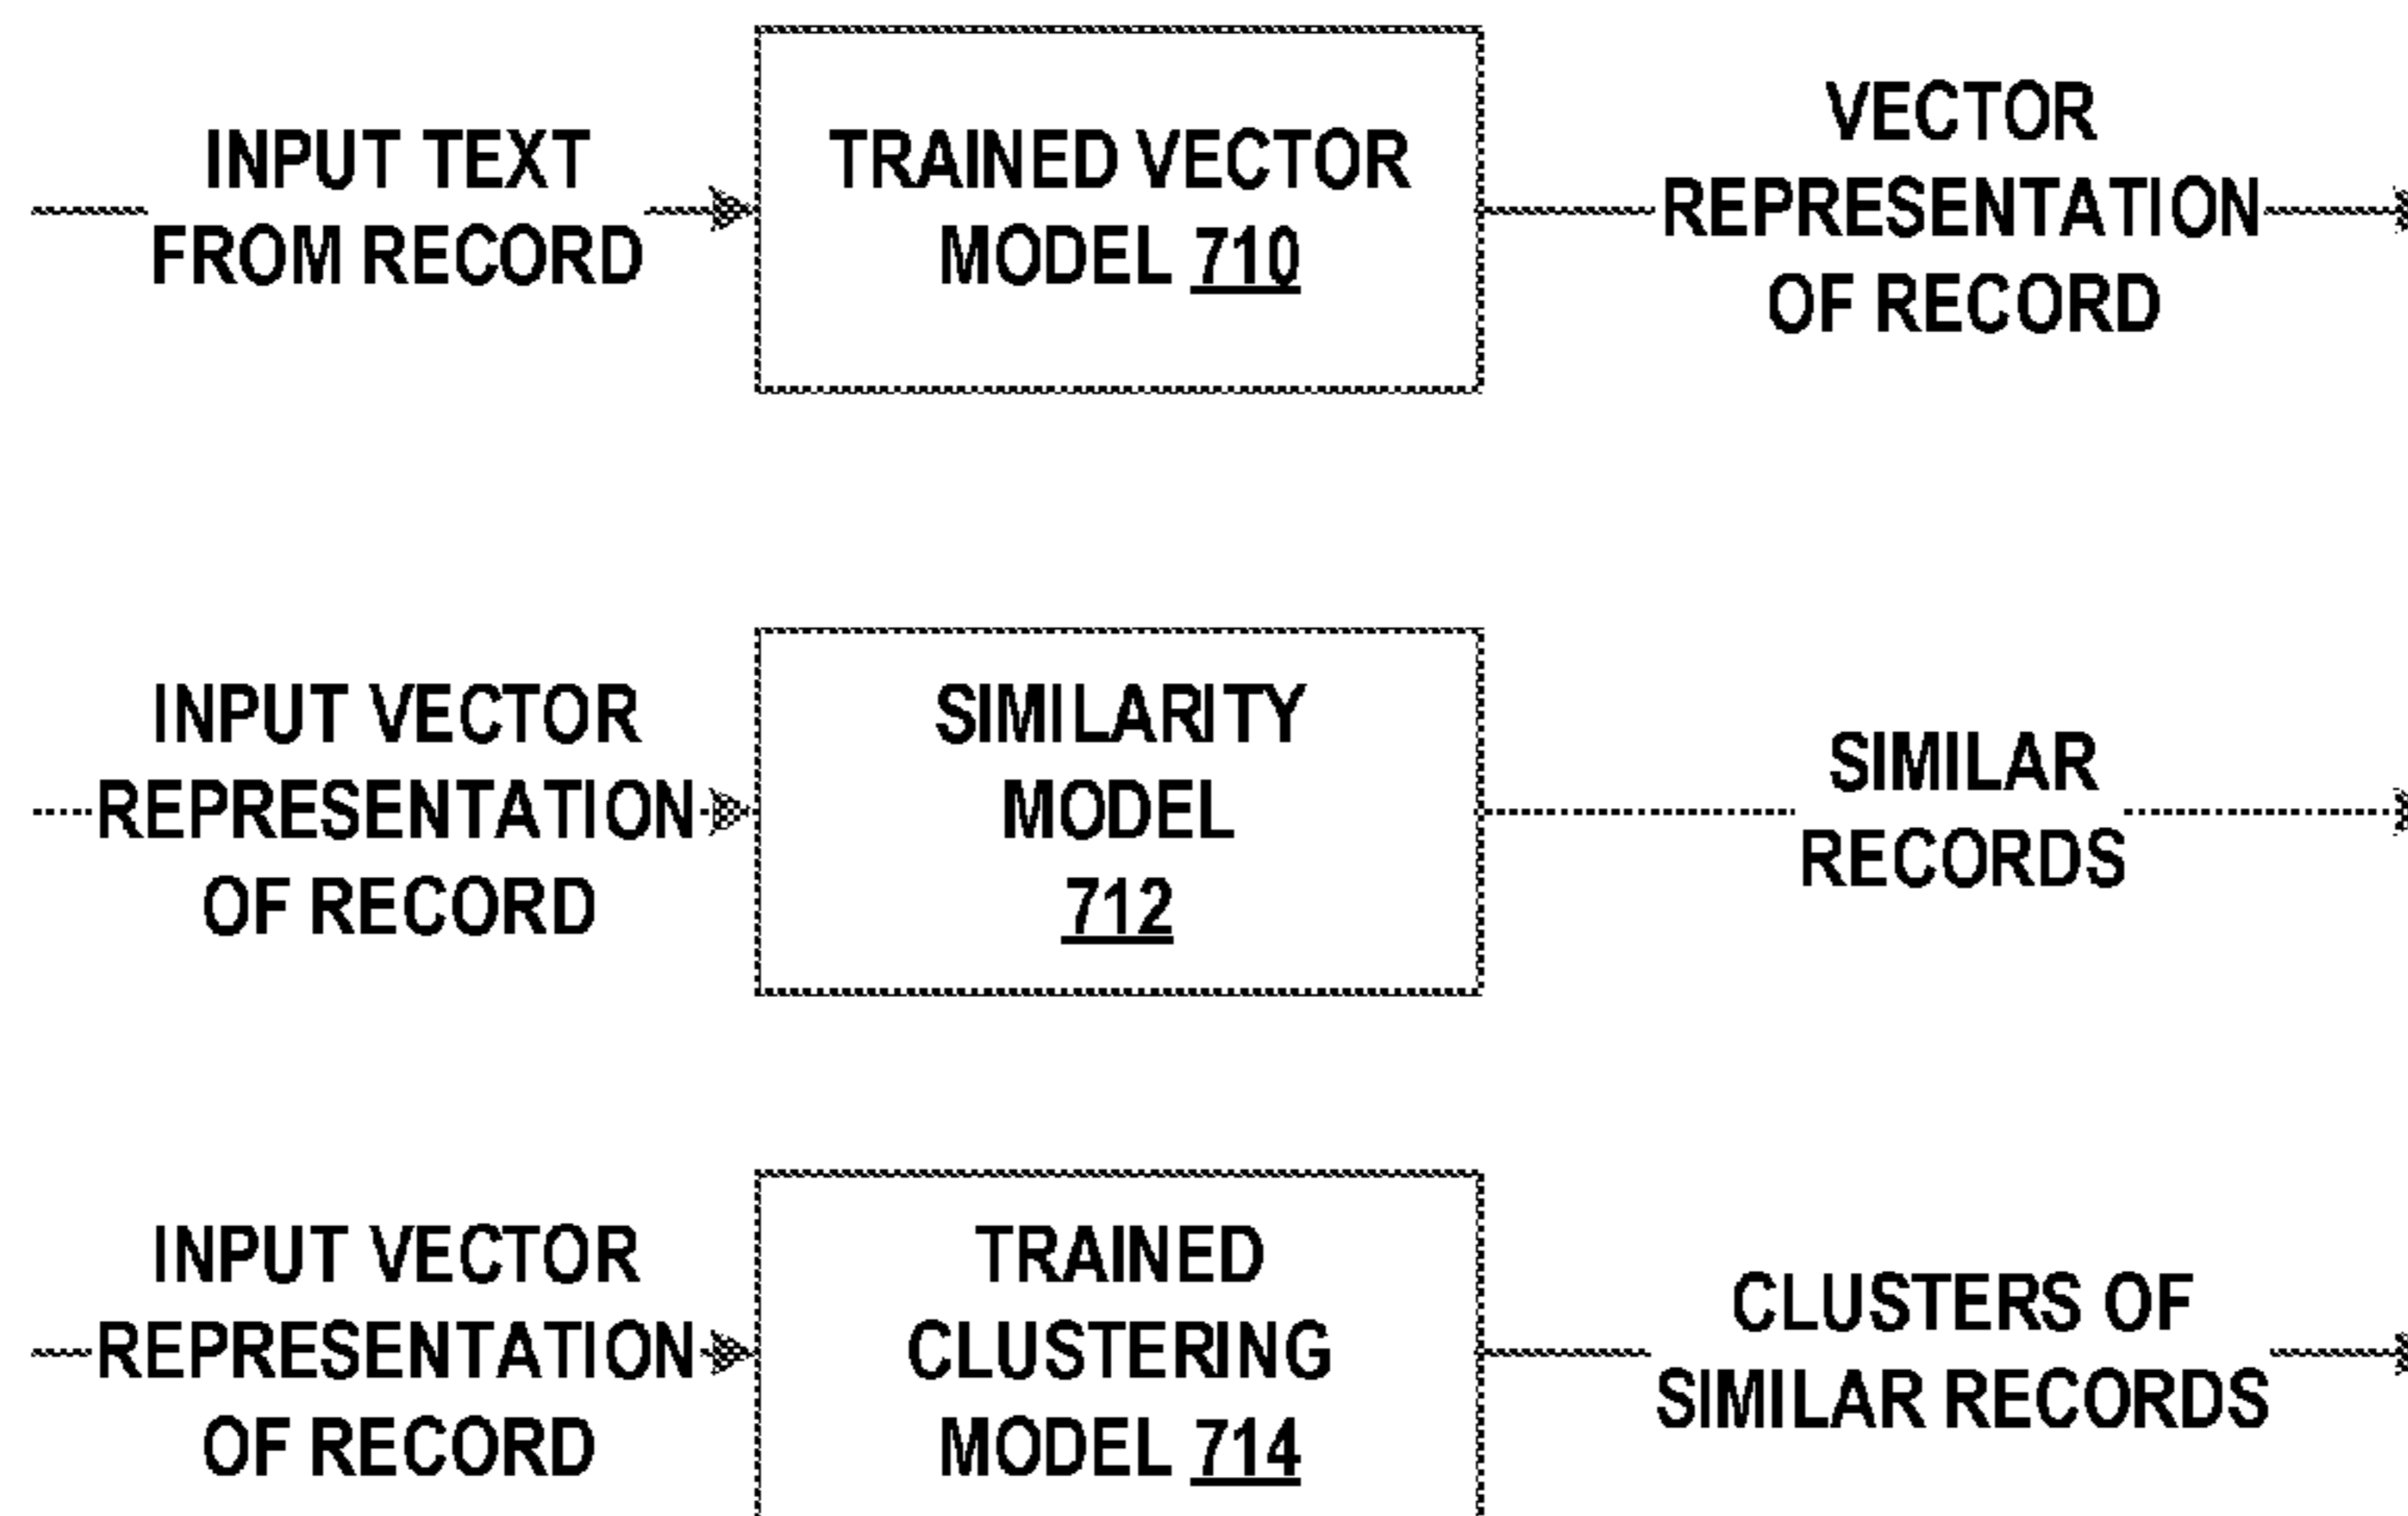 INPUT TEXT
FROM RECORD
TRAINED VECTOR
MODEL 710
VECTOR
REPRESENTATION
OF RECORD
INPUT VECTOR
REPRESENTATION
OF RECORD
SIMILARITY
MODEL
712
SIMILAR
RECORDS
INPUT VECTOR
REPRESENTATION
OF RECORD
TRAINED
CLUSTERING
MODEL 714
CLUSTERS OF
SIMILAR RECORDS